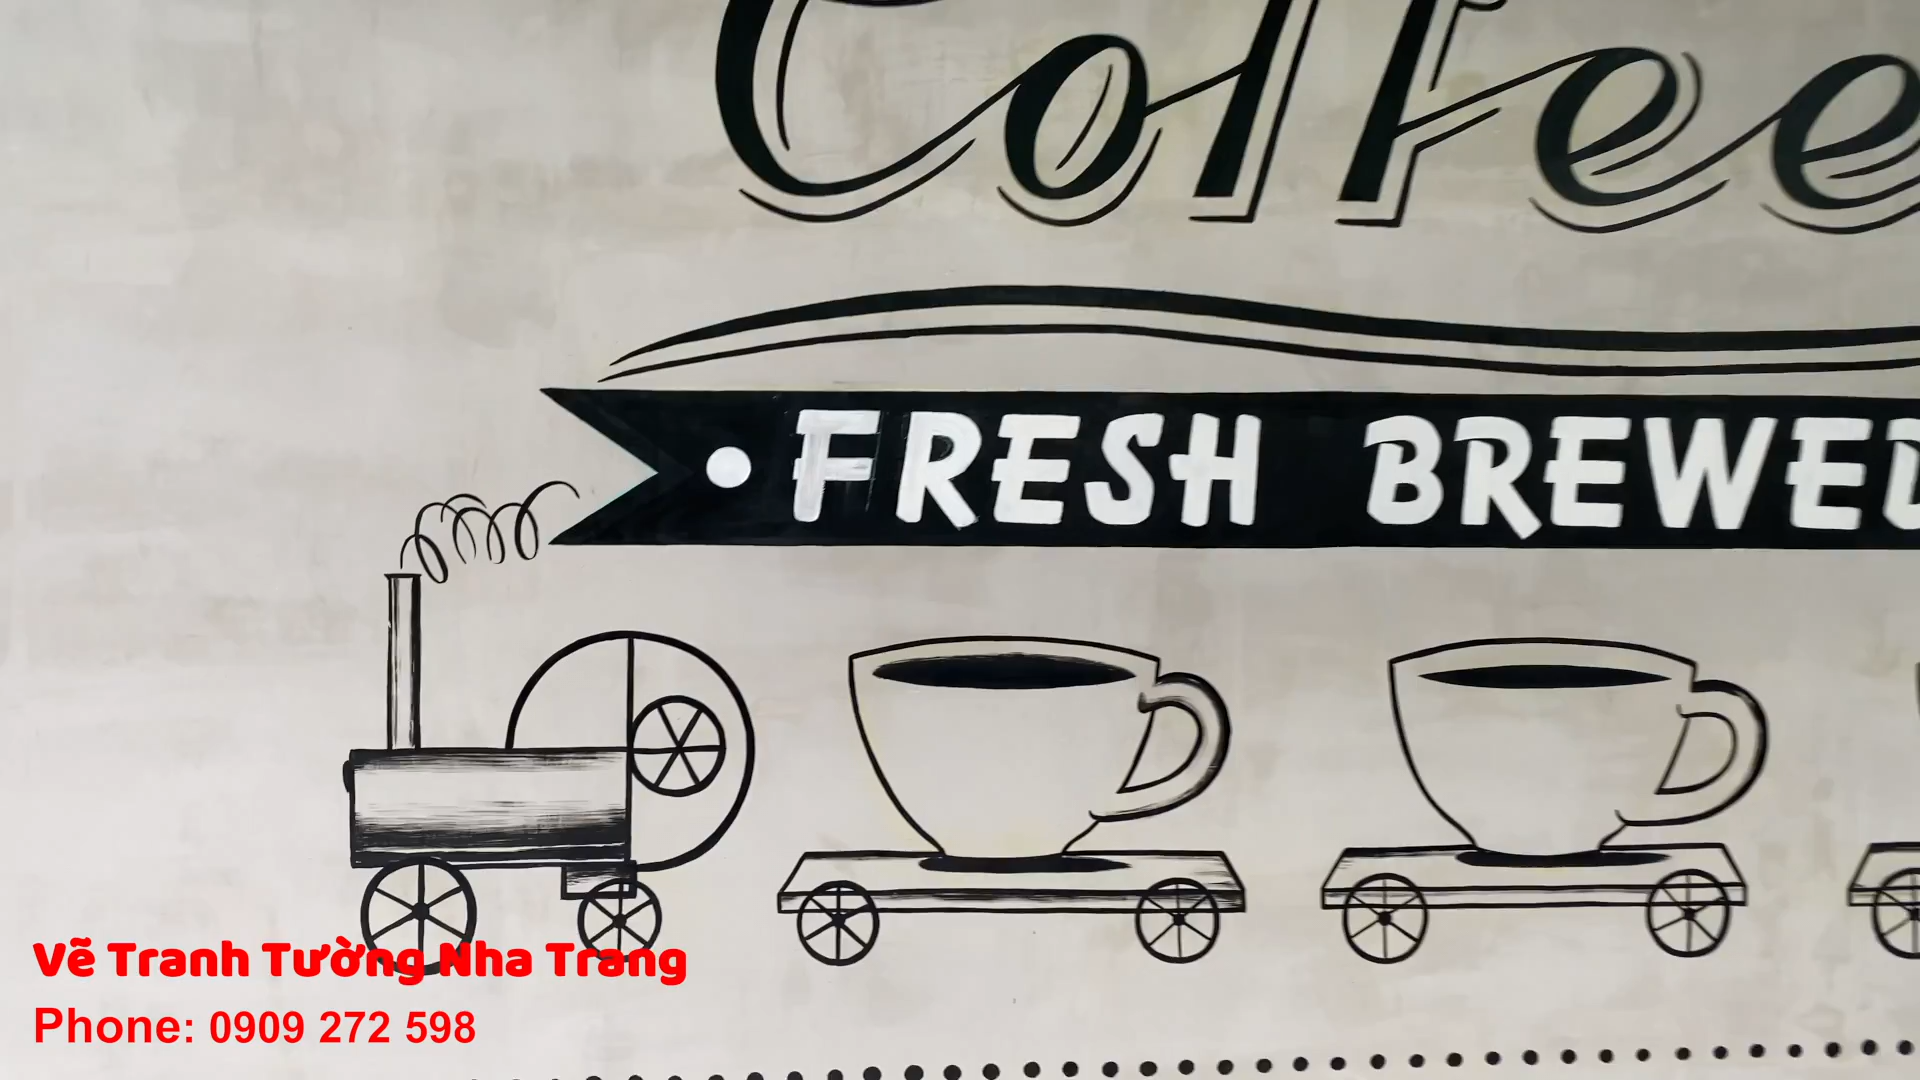 Coffee
FRESH BREWED
Vẽ Tranh Tường Nha Trang
Phone: 0909 272 598